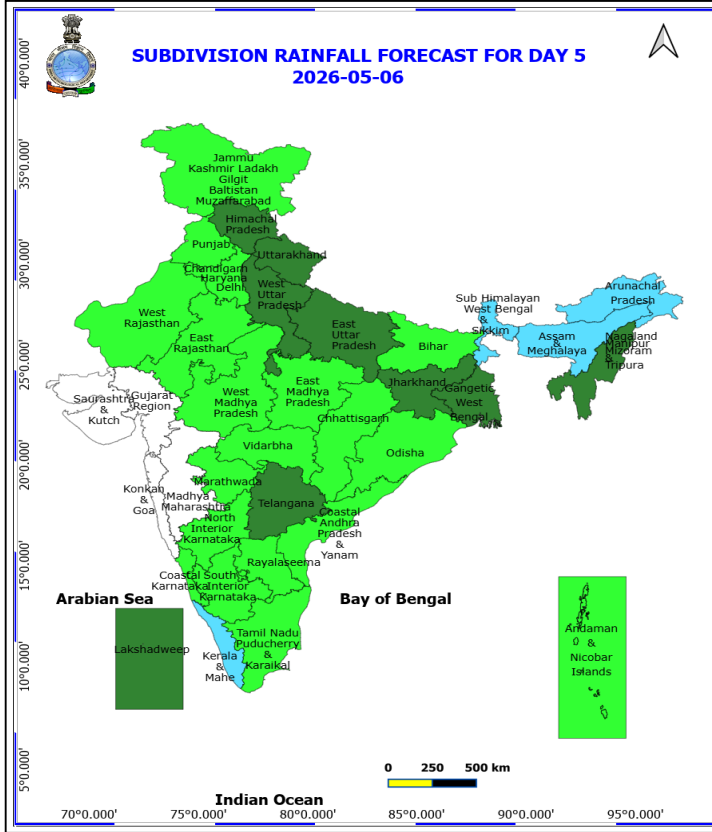 SUBDIVISION RAINFALL FORECAST FOR DAY 5
2026-05-06
40°0.000'
35°0.000'
30°0.000'
25°0.000'
20°0.000'
15°0.000'
10°0.000'
5°0.000'
Jammu
Kashmir Ladakh
Gilgit
Baltistan
Muzaffarabad
Himachal
Pradesh
Punjab
Uttarakhand
Chandigarh
Haryana
Delhi
West
Uttar
Pradesh
West
Rajasthan
East
Rajasthan
East
Uttar
Pradesh
Bihar
Sub Himalayan
West Bengal
&
Sikkim
Arunachal
Pradesh
Assam
&
Meghalaya
Nagaland
Manipur
Mizoram
&
Tripura
Saurashtra
&
Kutch
Gujarat
Region
West
Madhya
Pradesh
East
Madhya
Pradesh
Jharkhand
Gangetic
West
Bengal
Chhattisgarh
Odisha
Vidarbha
Konkan
&
Goa
Madhya
Maharashtra
Marathwada
Telangana
Coastal
Andhra
Pradesh
&
Yanam
North
Interior
Karnataka
Rayalaseema
Coastal
Karnataka
South
Interior
Karnataka
Arabian Sea
Bay of Bengal
Lakshadweep
Kerala
&
Mahe
Tamil Nadu
Puducherry
&
Karaikal
Andaman
&
Nicobar
Islands
0 250 500 km
Indian Ocean
70°0.000' 75°0.000' 80°0.000' 85°0.000' 90°0.000' 95°0.000'